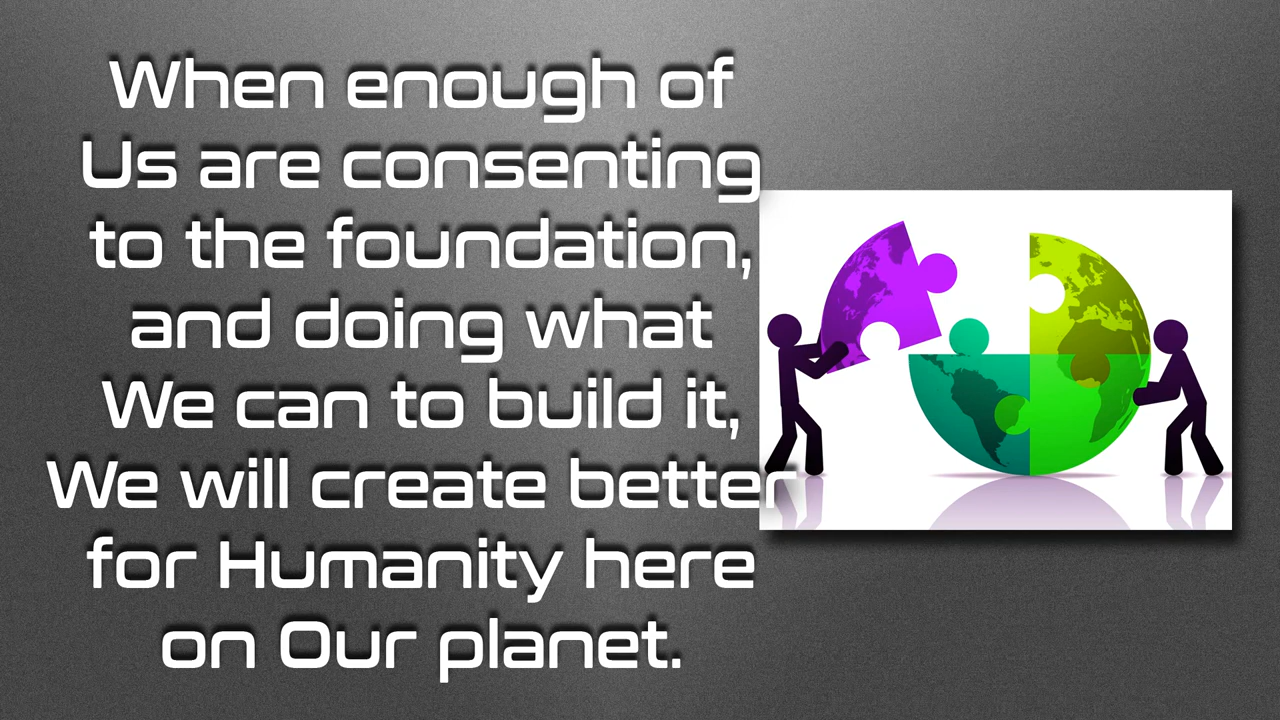 When enough of
Us are consenting
to the foundation,
and doing what
We can to build it,
We will create better
for Humanity here
on Our planet.